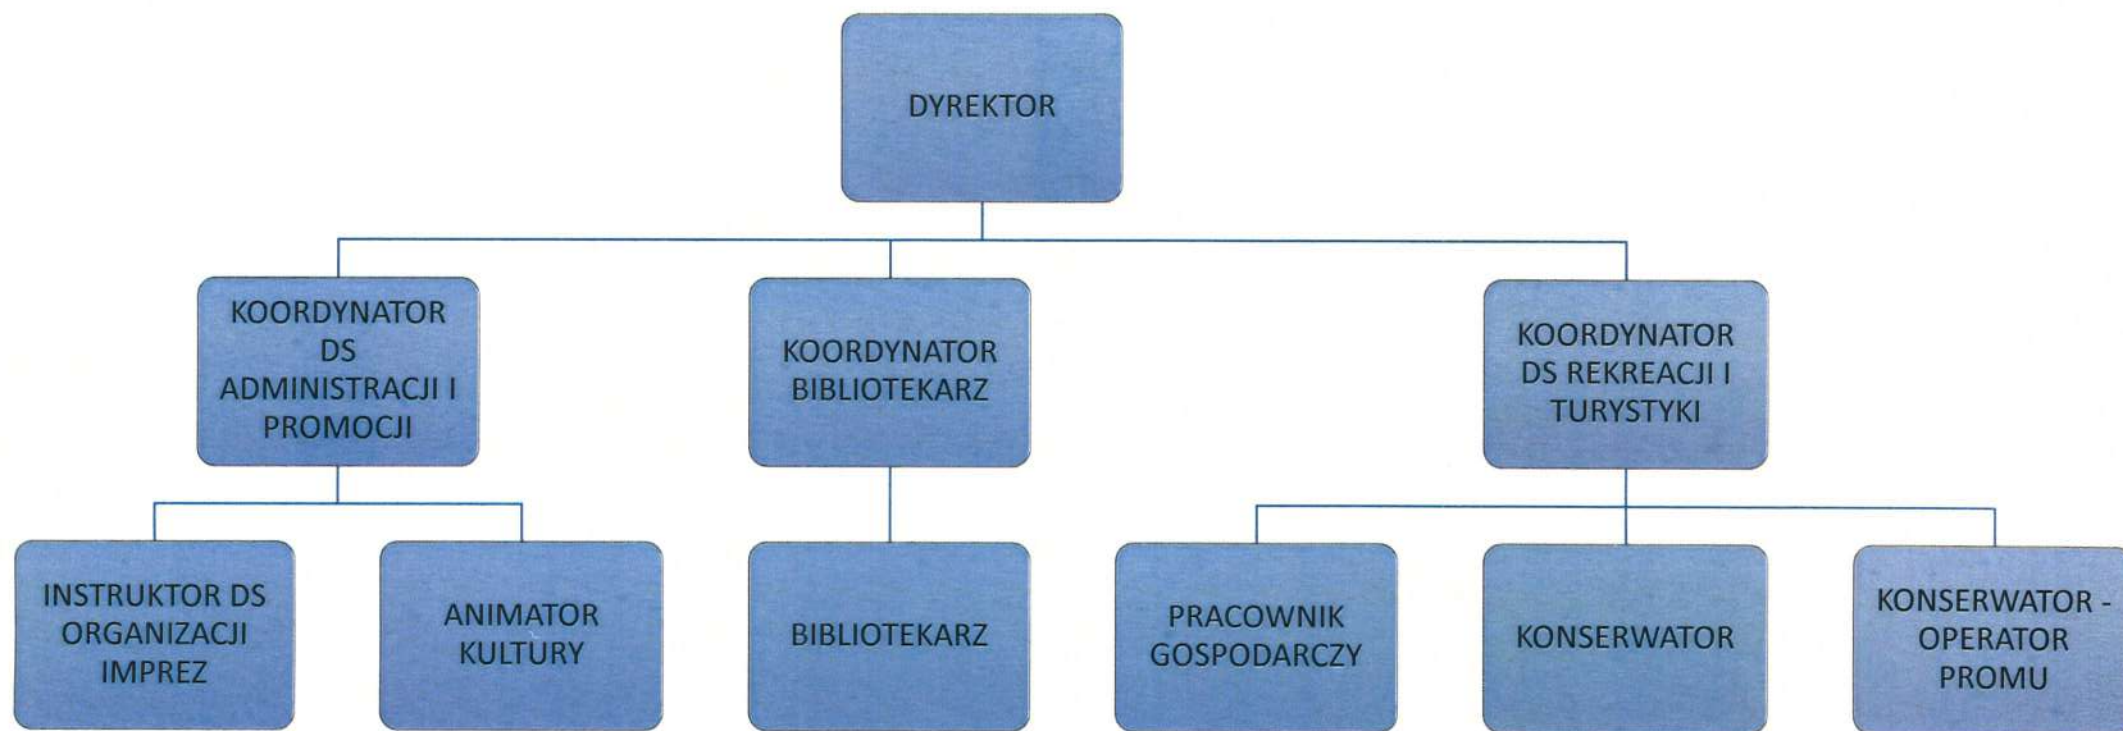 DYREKTOR
KOORDYNATOR
DS
ADMINISTRACJI I
PROMOCJI
KOORDYNATOR
BIBLIOTEKARZ
KOORDYNATOR
DS REKREACJI I
TURYSTYKI
INSTRUKTOR DS
ORGANIZACJI
IMPREZ
ANIMATOR
KULTURY
BIBLIOTEKARZ
PRACOWNIK
GOSPODARCZY
KONSERWATOR
KONSERWATOR -
OPERATOR
PROMU